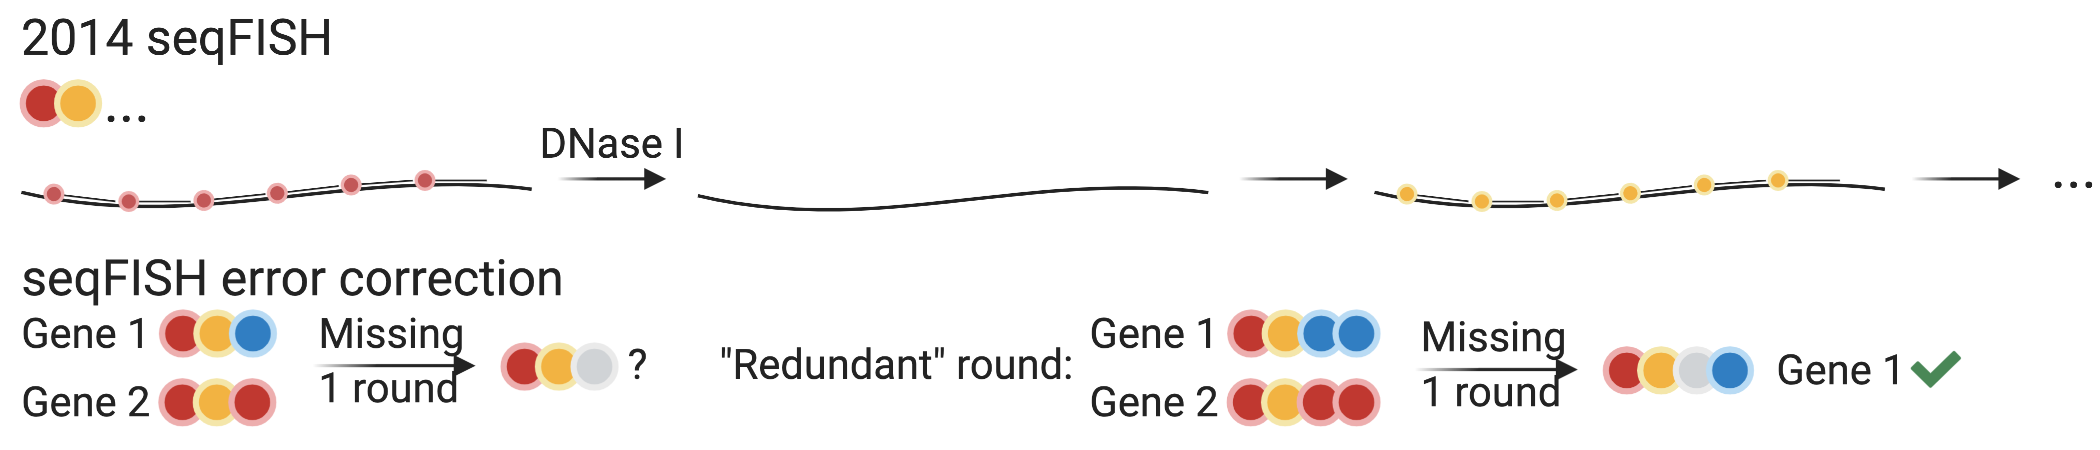 2014 seqFISH
...
DNase I
...
seqFISH error correction
Gene 1
Gene 2
Missing
1 round
?
"Redundant" round:
Gene 1
Gene 2
Missing
1 round
Gene 1